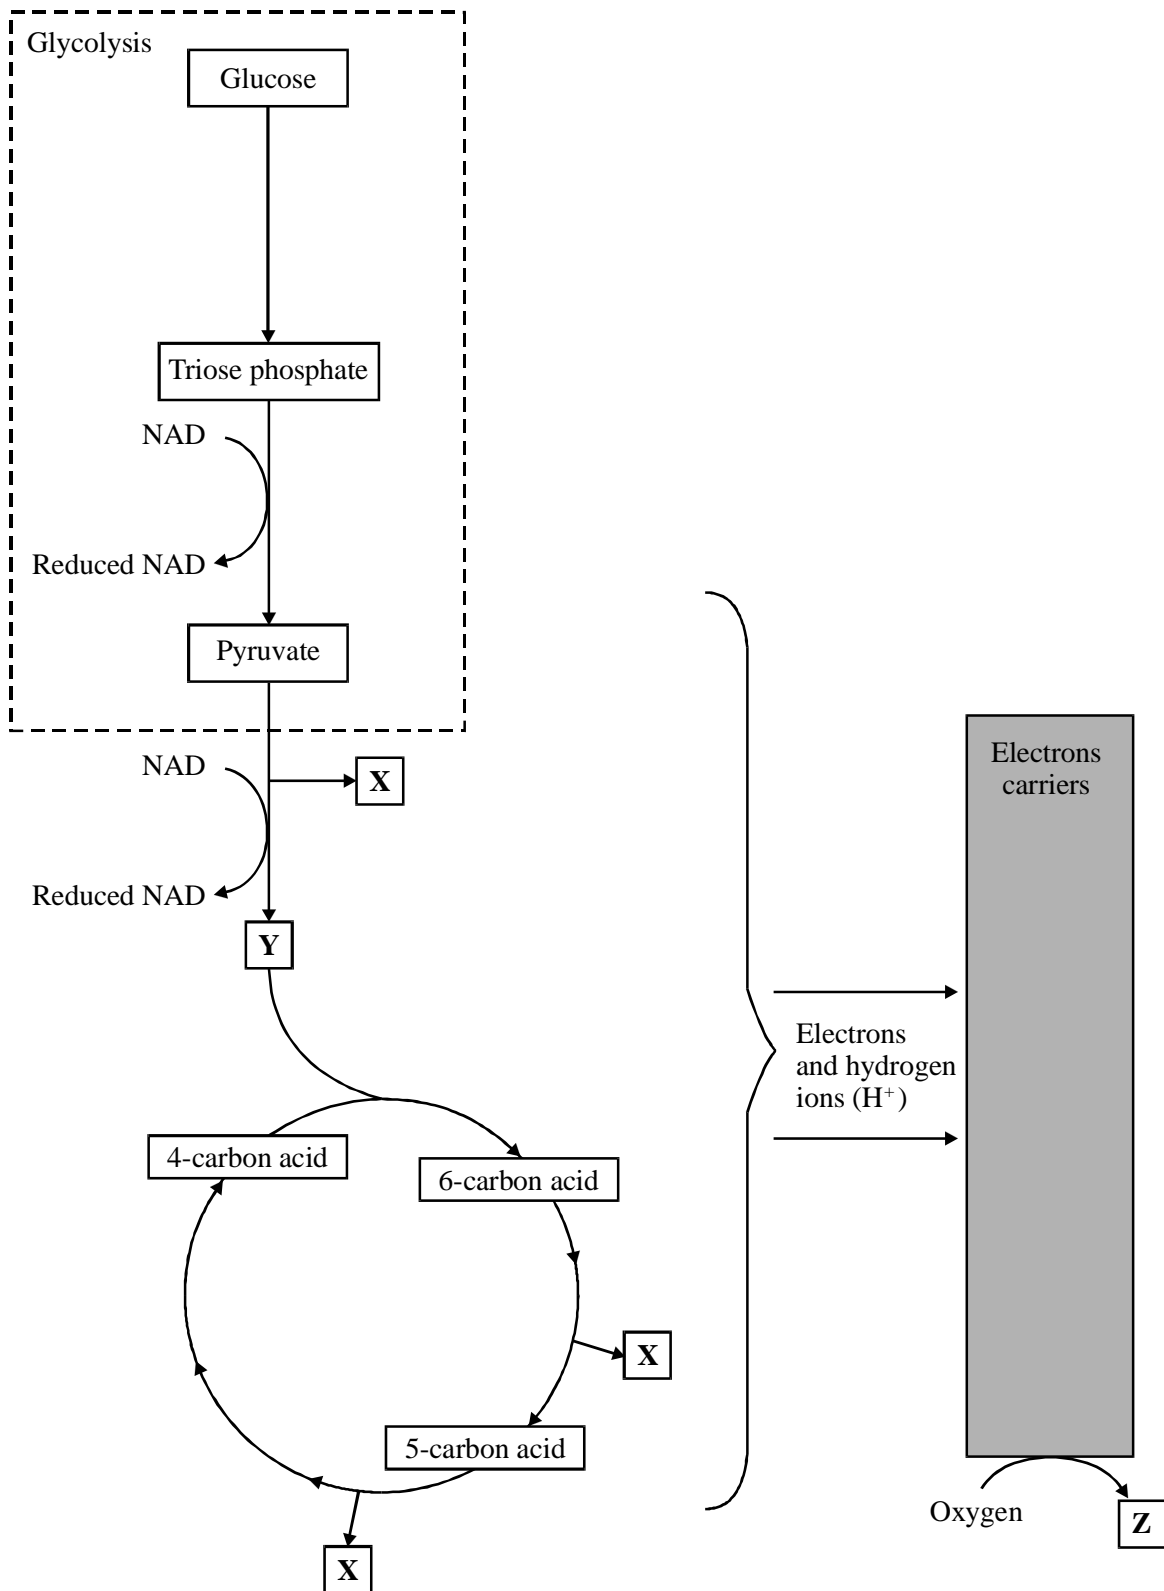 Glycolysis
Glucose
Triose phosphate
NAD
Reduced NAD
Pyruvate
NAD
X
Reduced NAD
Y
4-carbon acid
6-carbon acid
X
5-carbon acid
X
Electrons
and hydrogen
ions (H⁺)
Electrons
carriers
Oxygen
Z